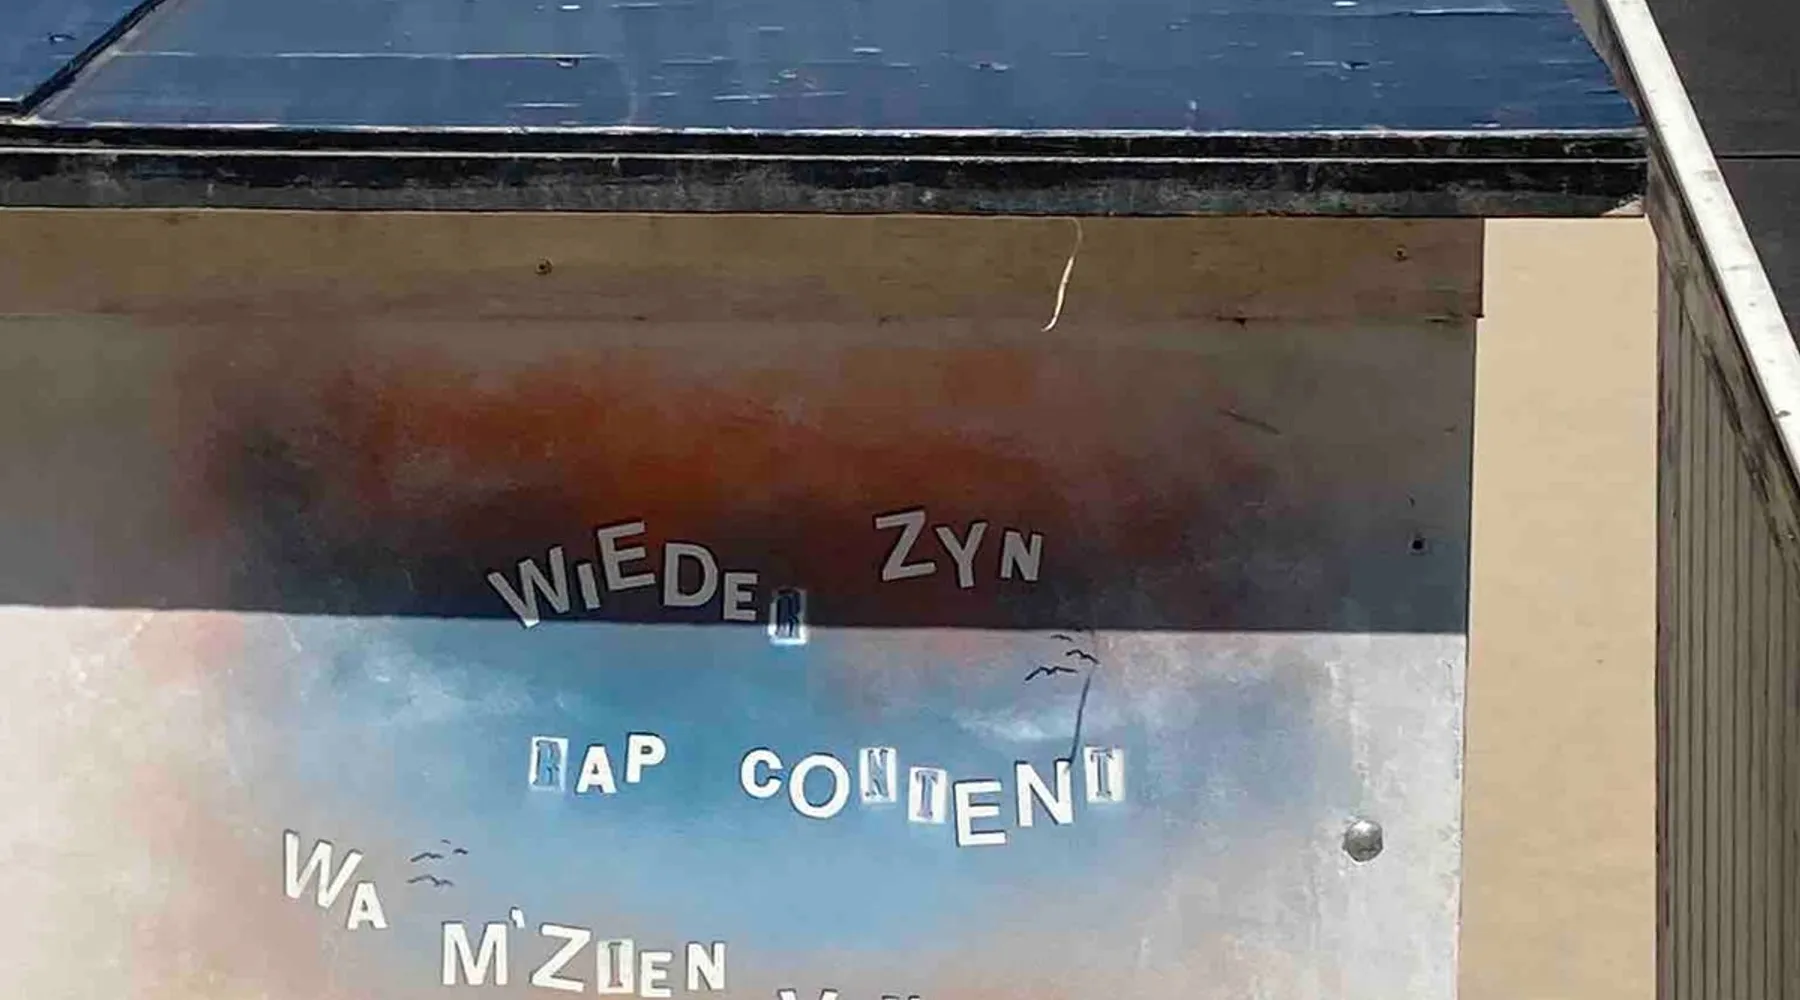 WIEDER ZYN
RAP CONTENT
WA
M'ZIEN